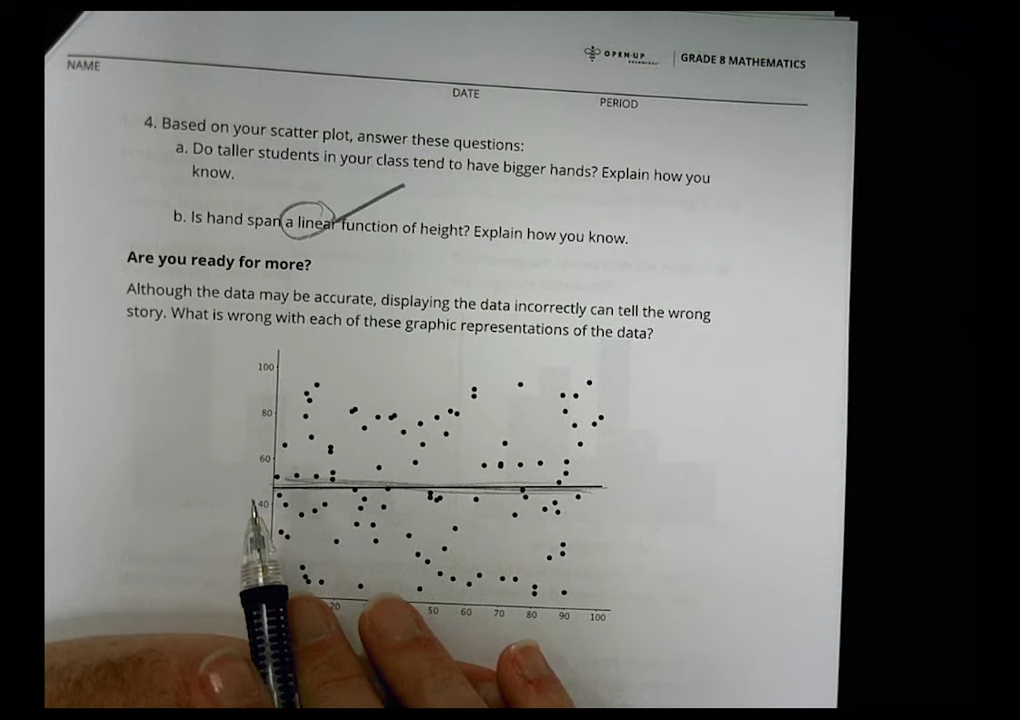 OPEN·UP
GRADE 8 MATHEMATICS
NAME
DATE
PERIOD
4. Based on your scatter plot, answer these questions:
a. Do taller students in your class tend to have bigger hands? Explain how you
know.
b. Is hand span a linear function of height? Explain how you know.
Are you ready for more?
Although the data may be accurate, displaying the data incorrectly can tell the wrong
story. What is wrong with each of these graphic representations of the data?
100
80
60
40
20 50 60 70 80 90 100